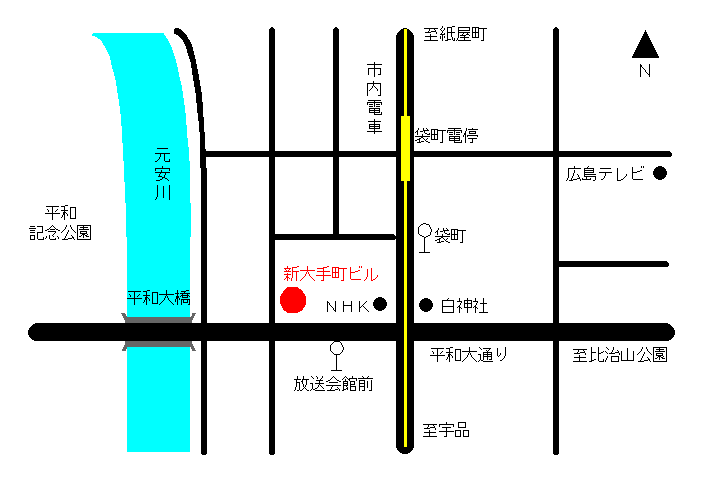 至紙屋町
N
市内電車
袋町電停
元安川
広島テレビ
平和
記念公園
袋町
新大手町ビル
平和大橋
NHK
白神社
平和大通り
至比治山公園
放送会館前
至宇品